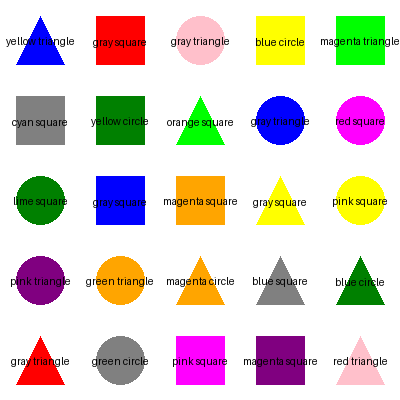 yellow triangle gray square gray triangle blue circle magenta triangle
cyan square yellow circle orange square gray triangle red square
lime square gray square magenta square gray square pink square
pink triangle green triangle magenta circle blue square blue circle
gray triangle green circle pink square magenta square red triangle